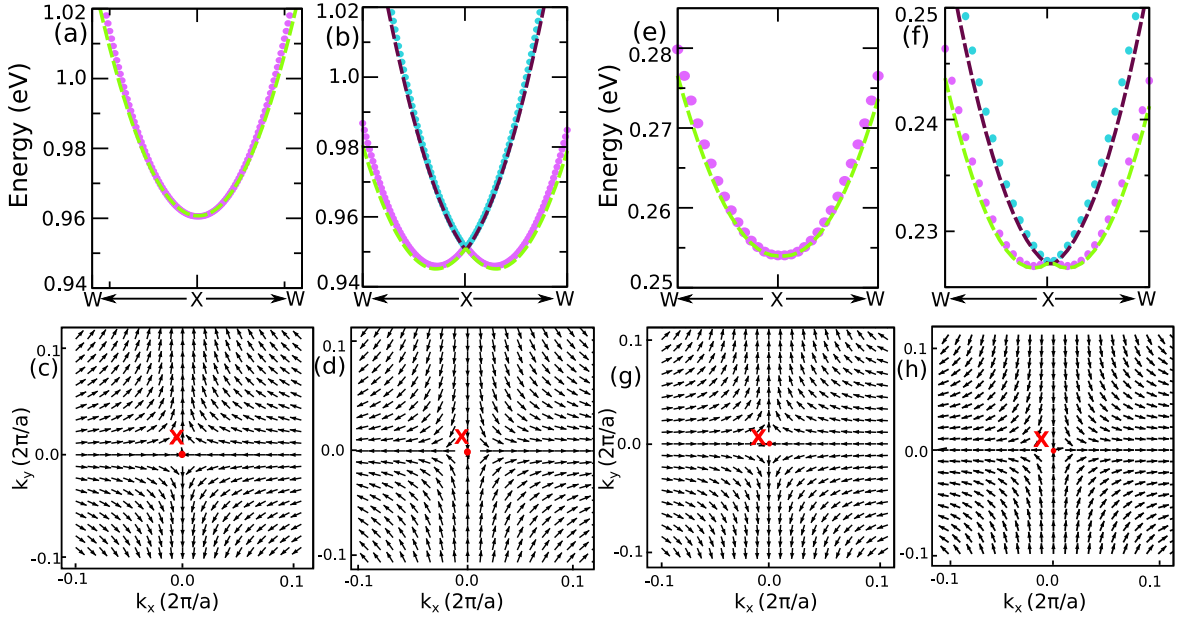 (a)
Energy (eV)
1.02
1.0
0.98
0.96
0.94
W X W
(b)
1.02
1.0
0.98
0.96
0.94
W X W
(e)
Energy (eV)
0.28
0.27
0.26
0.25
W X W
(f)
0.25
0.24
0.23
W X W
(c)
k_y (2π/a)
0.1
0.0
-0.1
X
-0.1 0.0 0.1
k_x (2π/a)
(d)
0.1
0.0
-0.1
X
-0.1 0.0 0.1
k_x (2π/a)
(g)
k_y (2π/a)
0.1
0.0
-0.1
X
-0.1 0.0 0.1
k_x (2π/a)
(h)
0.1
0.0
-0.1
X
-0.1 0.0 0.1
k_x (2π/a)